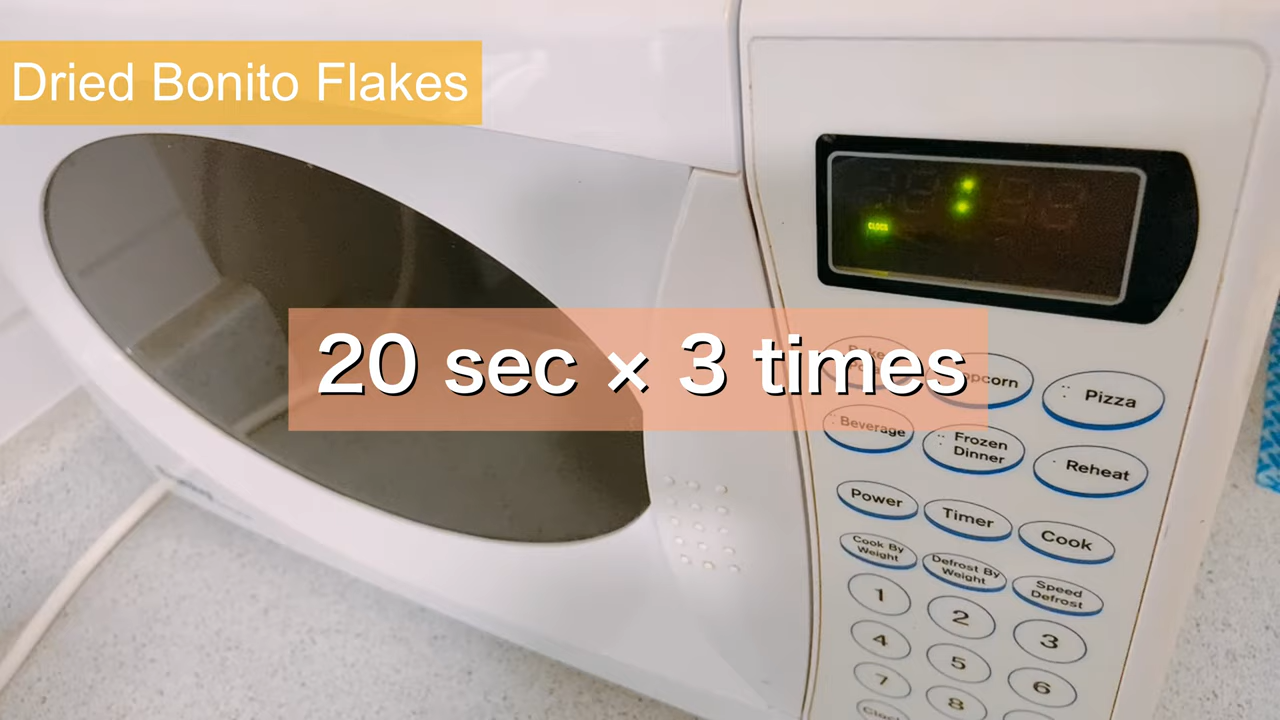 Dried Bonito Flakes
CLOCK
20 sec × 3 times
Popcorn
Pizza
Beverage
Frozen
Dinner
Reheat
Power
Timer
Cook
Cook By
Weight
Defrost By
Weight
Speed
Defrost
1
2
3
4
5
6
7
8